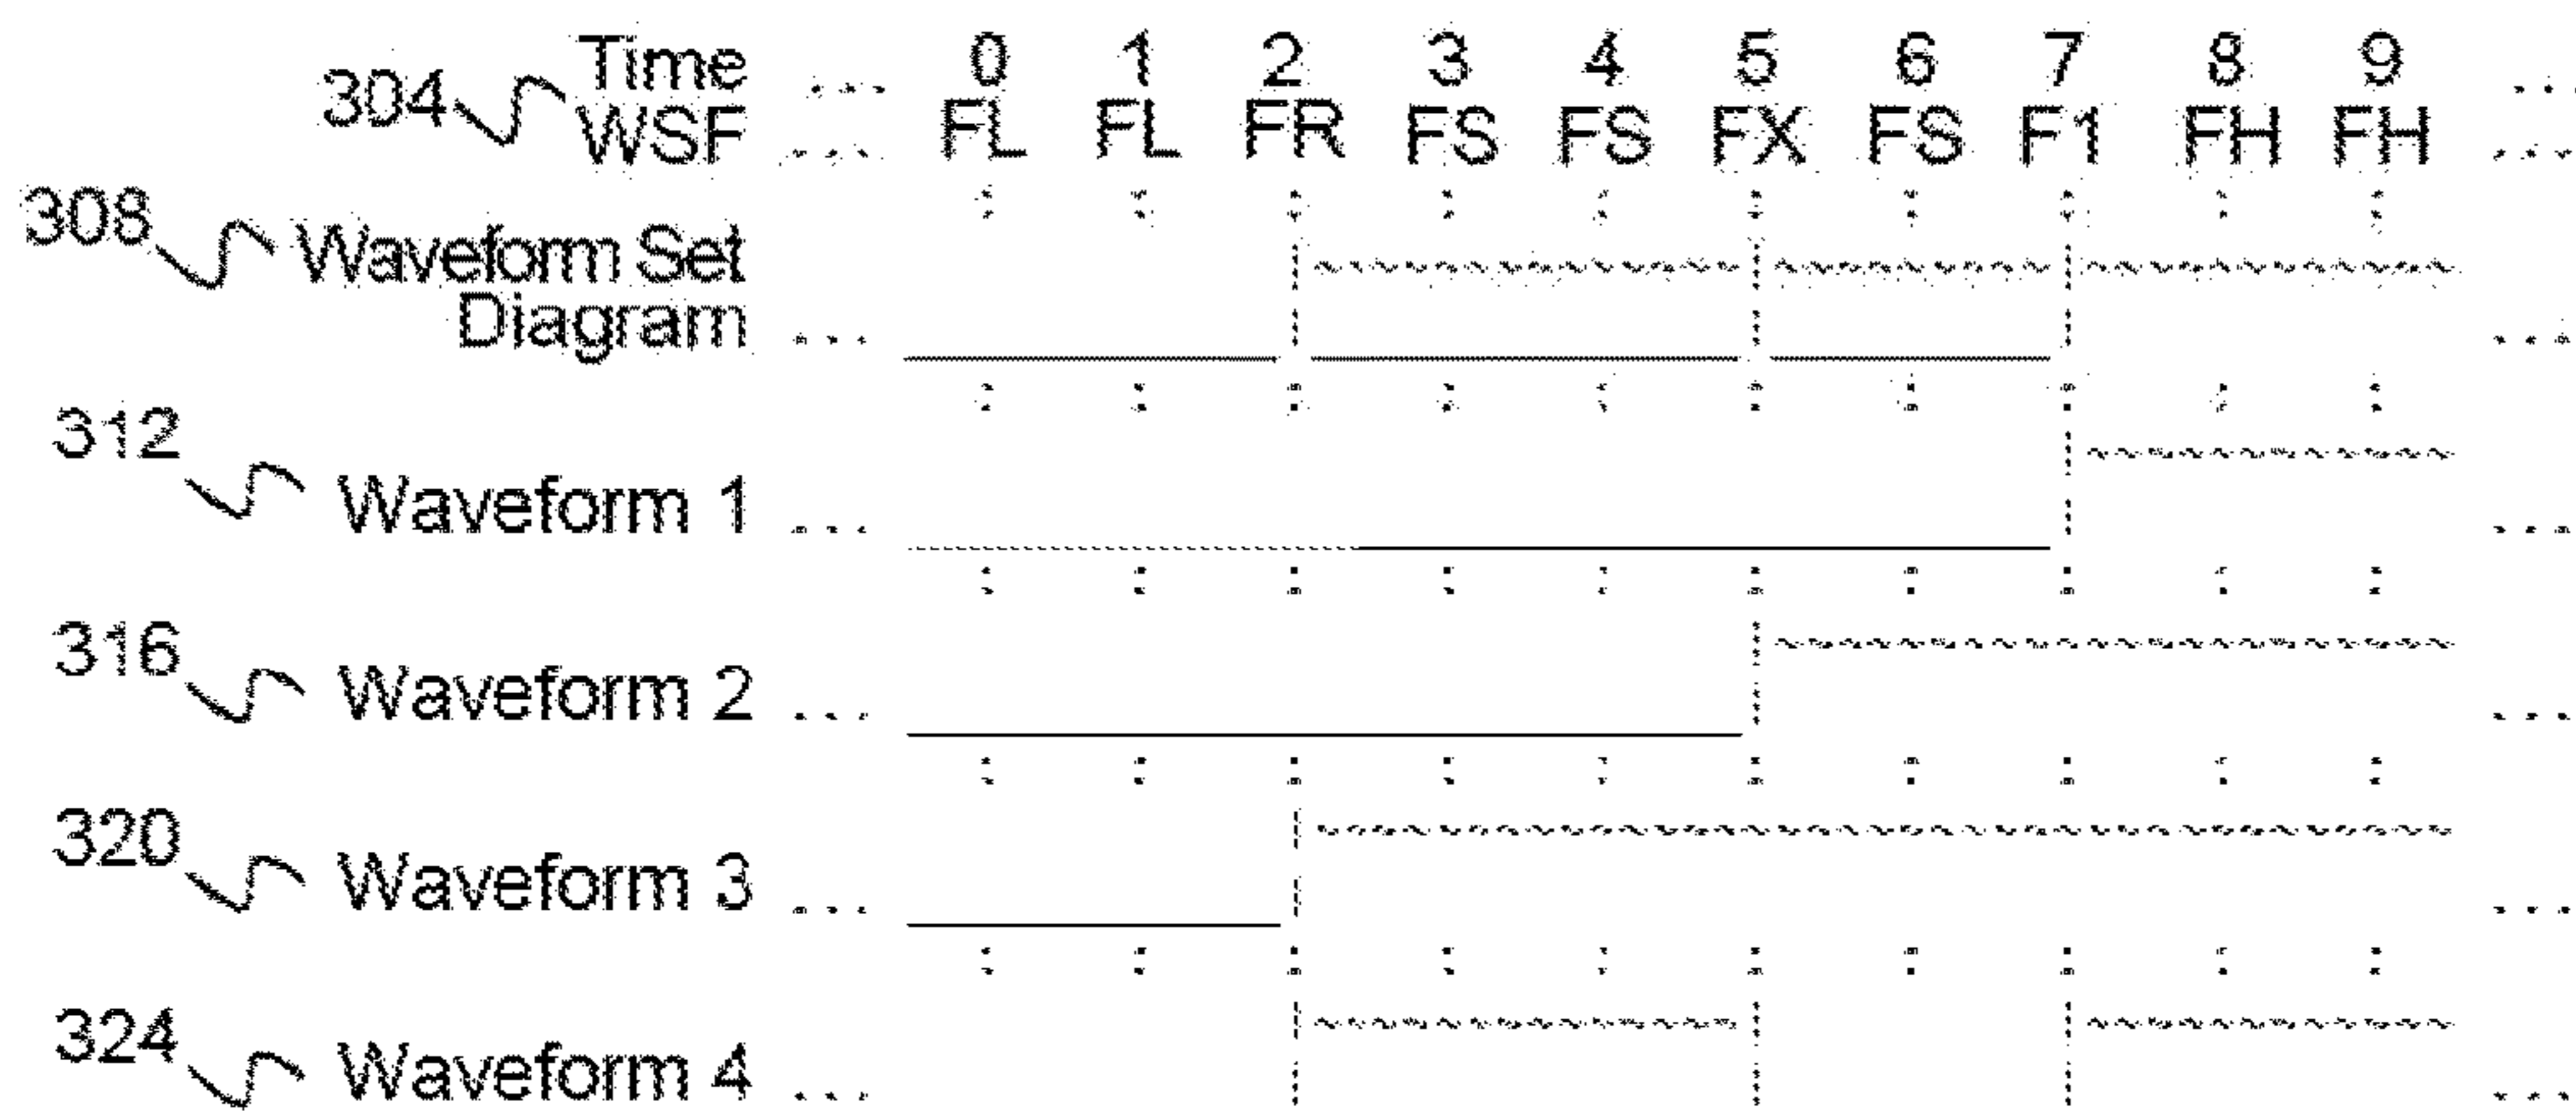 304 Time ... 0 1 2 3 4 5 6 7 8 9 ...
WSF ... FL FL FR FS FS FX FS F1 FH FH ...
308 Waveform Set
Diagram ... ...
312 Waveform 1 ... ...
316 Waveform 2 ... ...
320 Waveform 3 ... ...
324 Waveform 4 ... ...